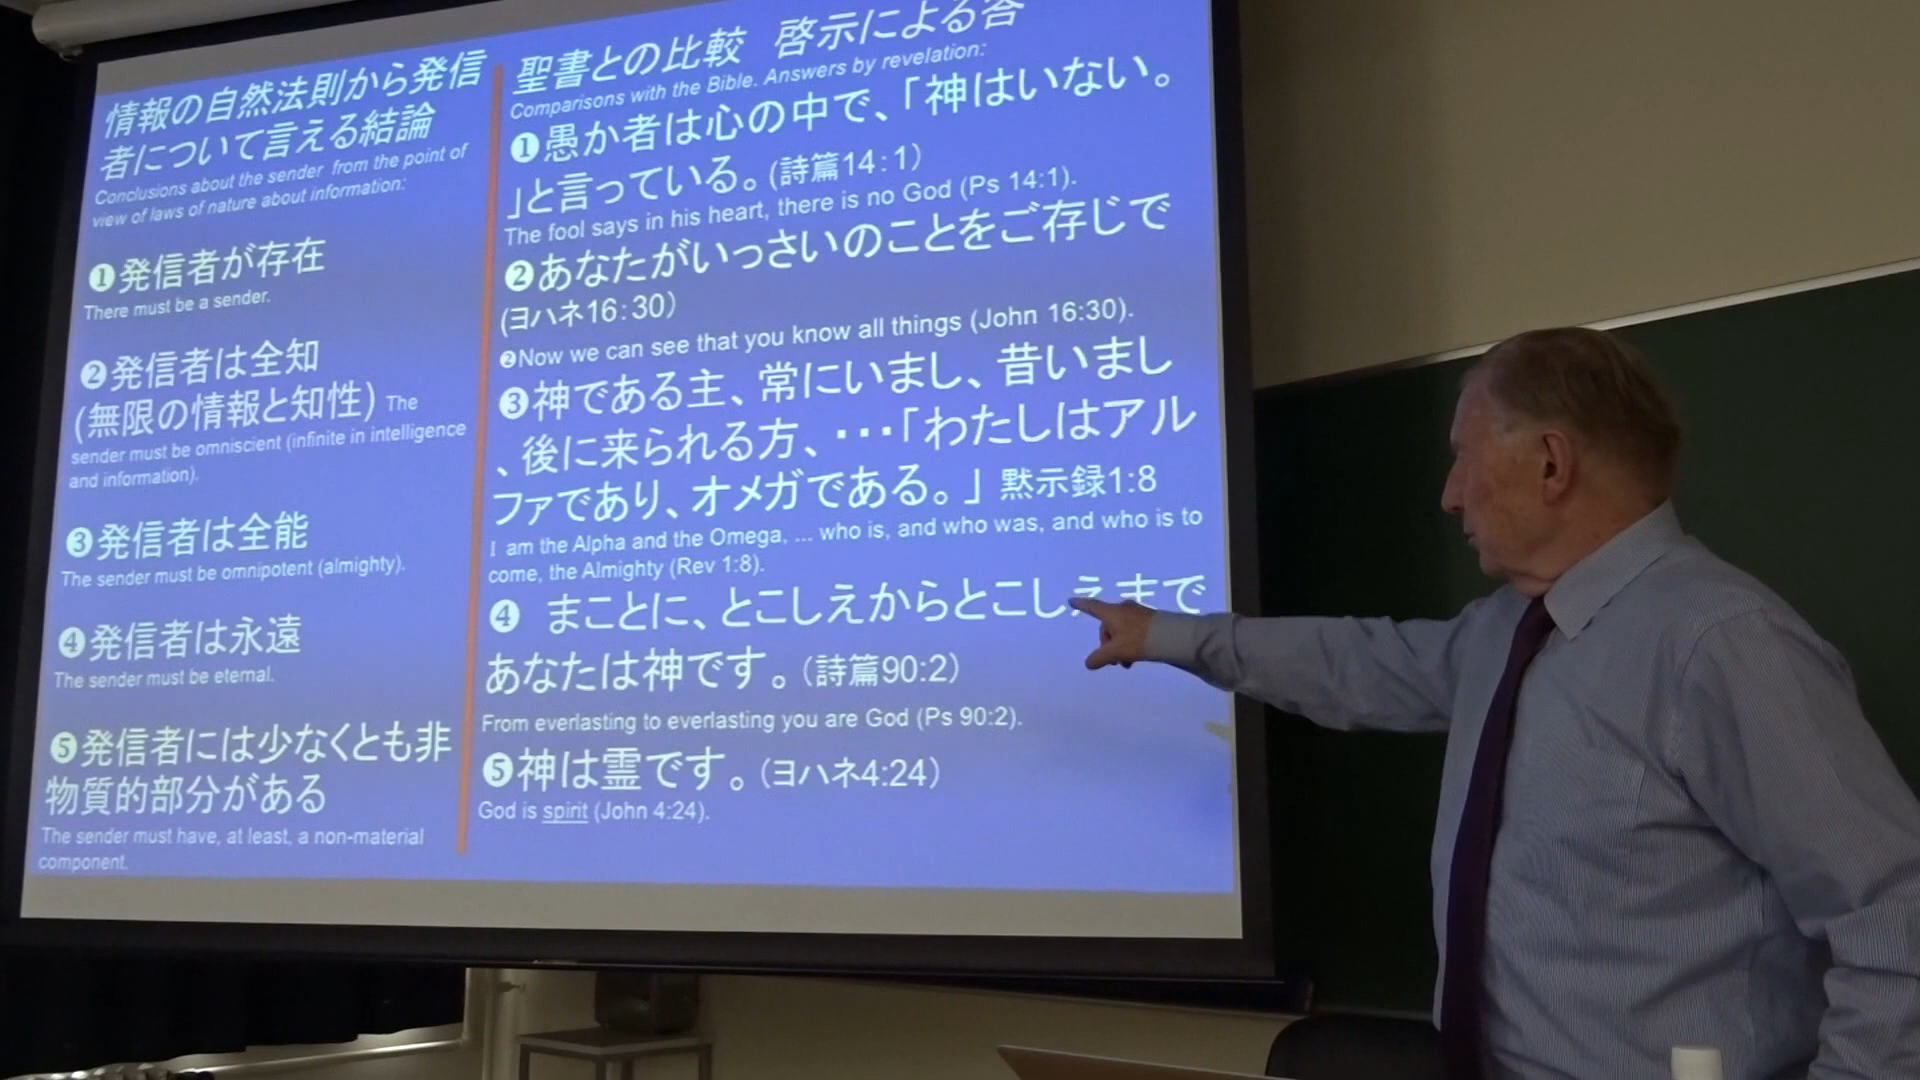 情報の自然法則から発信
者について言える結論
Conclusions about the sender from the point of
view of laws of nature about information:
❶発信者が存在
There must be a sender.
❷発信者は全知
(無限の情報と知性) The
sender must be omniscient (infinite in intelligence
and information).
❸発信者は全能
The sender must be omnipotent (almighty).
❹発信者は永遠
The sender must be eternal.
❺発信者には少なくとも非
物質的部分がある
The sender must have, at least, a non-material
component.
聖書との比較 啓示による答
Comparisons with the Bible. Answers by revelation:
❶愚か者は心の中で、「神はいない。
」と言っている。(詩篇14:1)
The fool says in his heart, there is no God (Ps 14:1).
❷あなたがいっさいのことをご存じで
(ヨハネ16:30)
❷Now we can see that you know all things (John 16:30).
❸神である主、常にいまし、昔いまし
、後に来られる方、・・・「わたしはアル
ファであり、オメガである。」 黙示録1:8
I am the Alpha and the Omega, ... who is, and who was, and who is to
come, the Almighty (Rev 1:8).
❹ まことに、とこしえからとこしえまで
あなたは神です。(詩篇90:2)
From everlasting to everlasting you are God (Ps 90:2).
❺神は霊です。(ヨハネ4:24)
God is spirit (John 4:24).